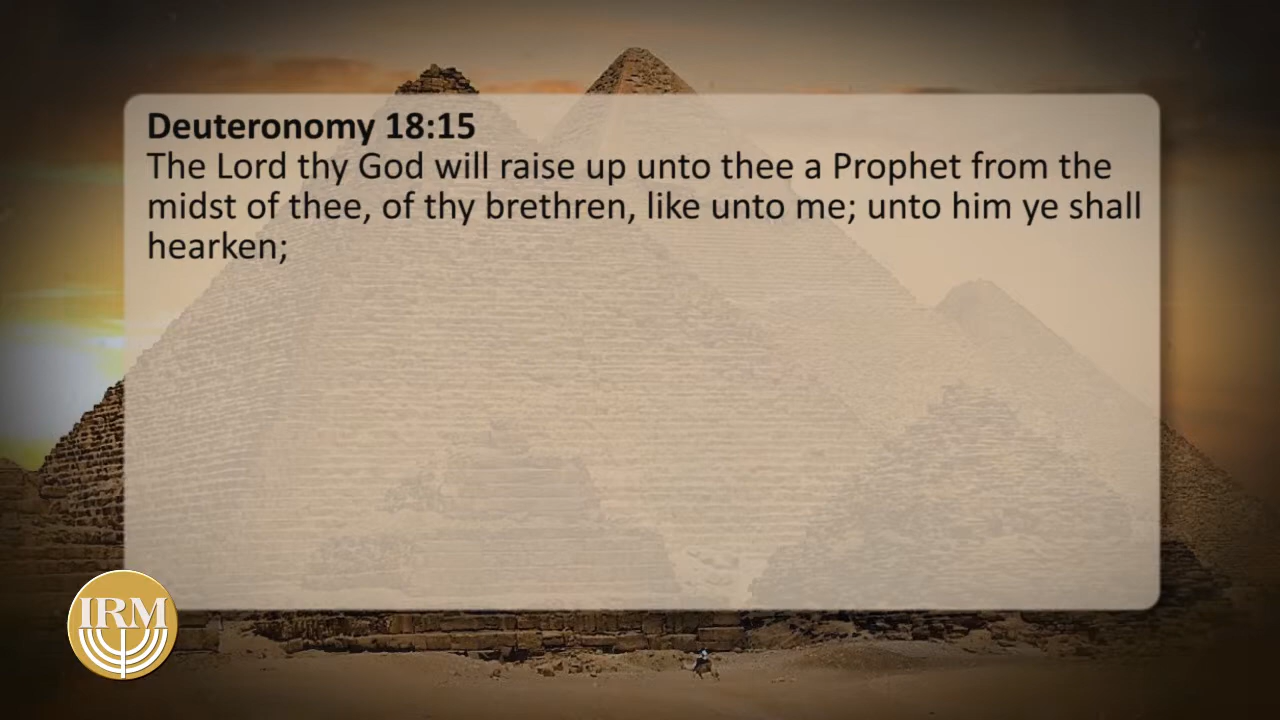 Deuteronomy 18:15
The Lord thy God will raise up unto thee a Prophet from the
midst of thee, of thy brethren, like unto me; unto him ye shall
hearken;
IRM